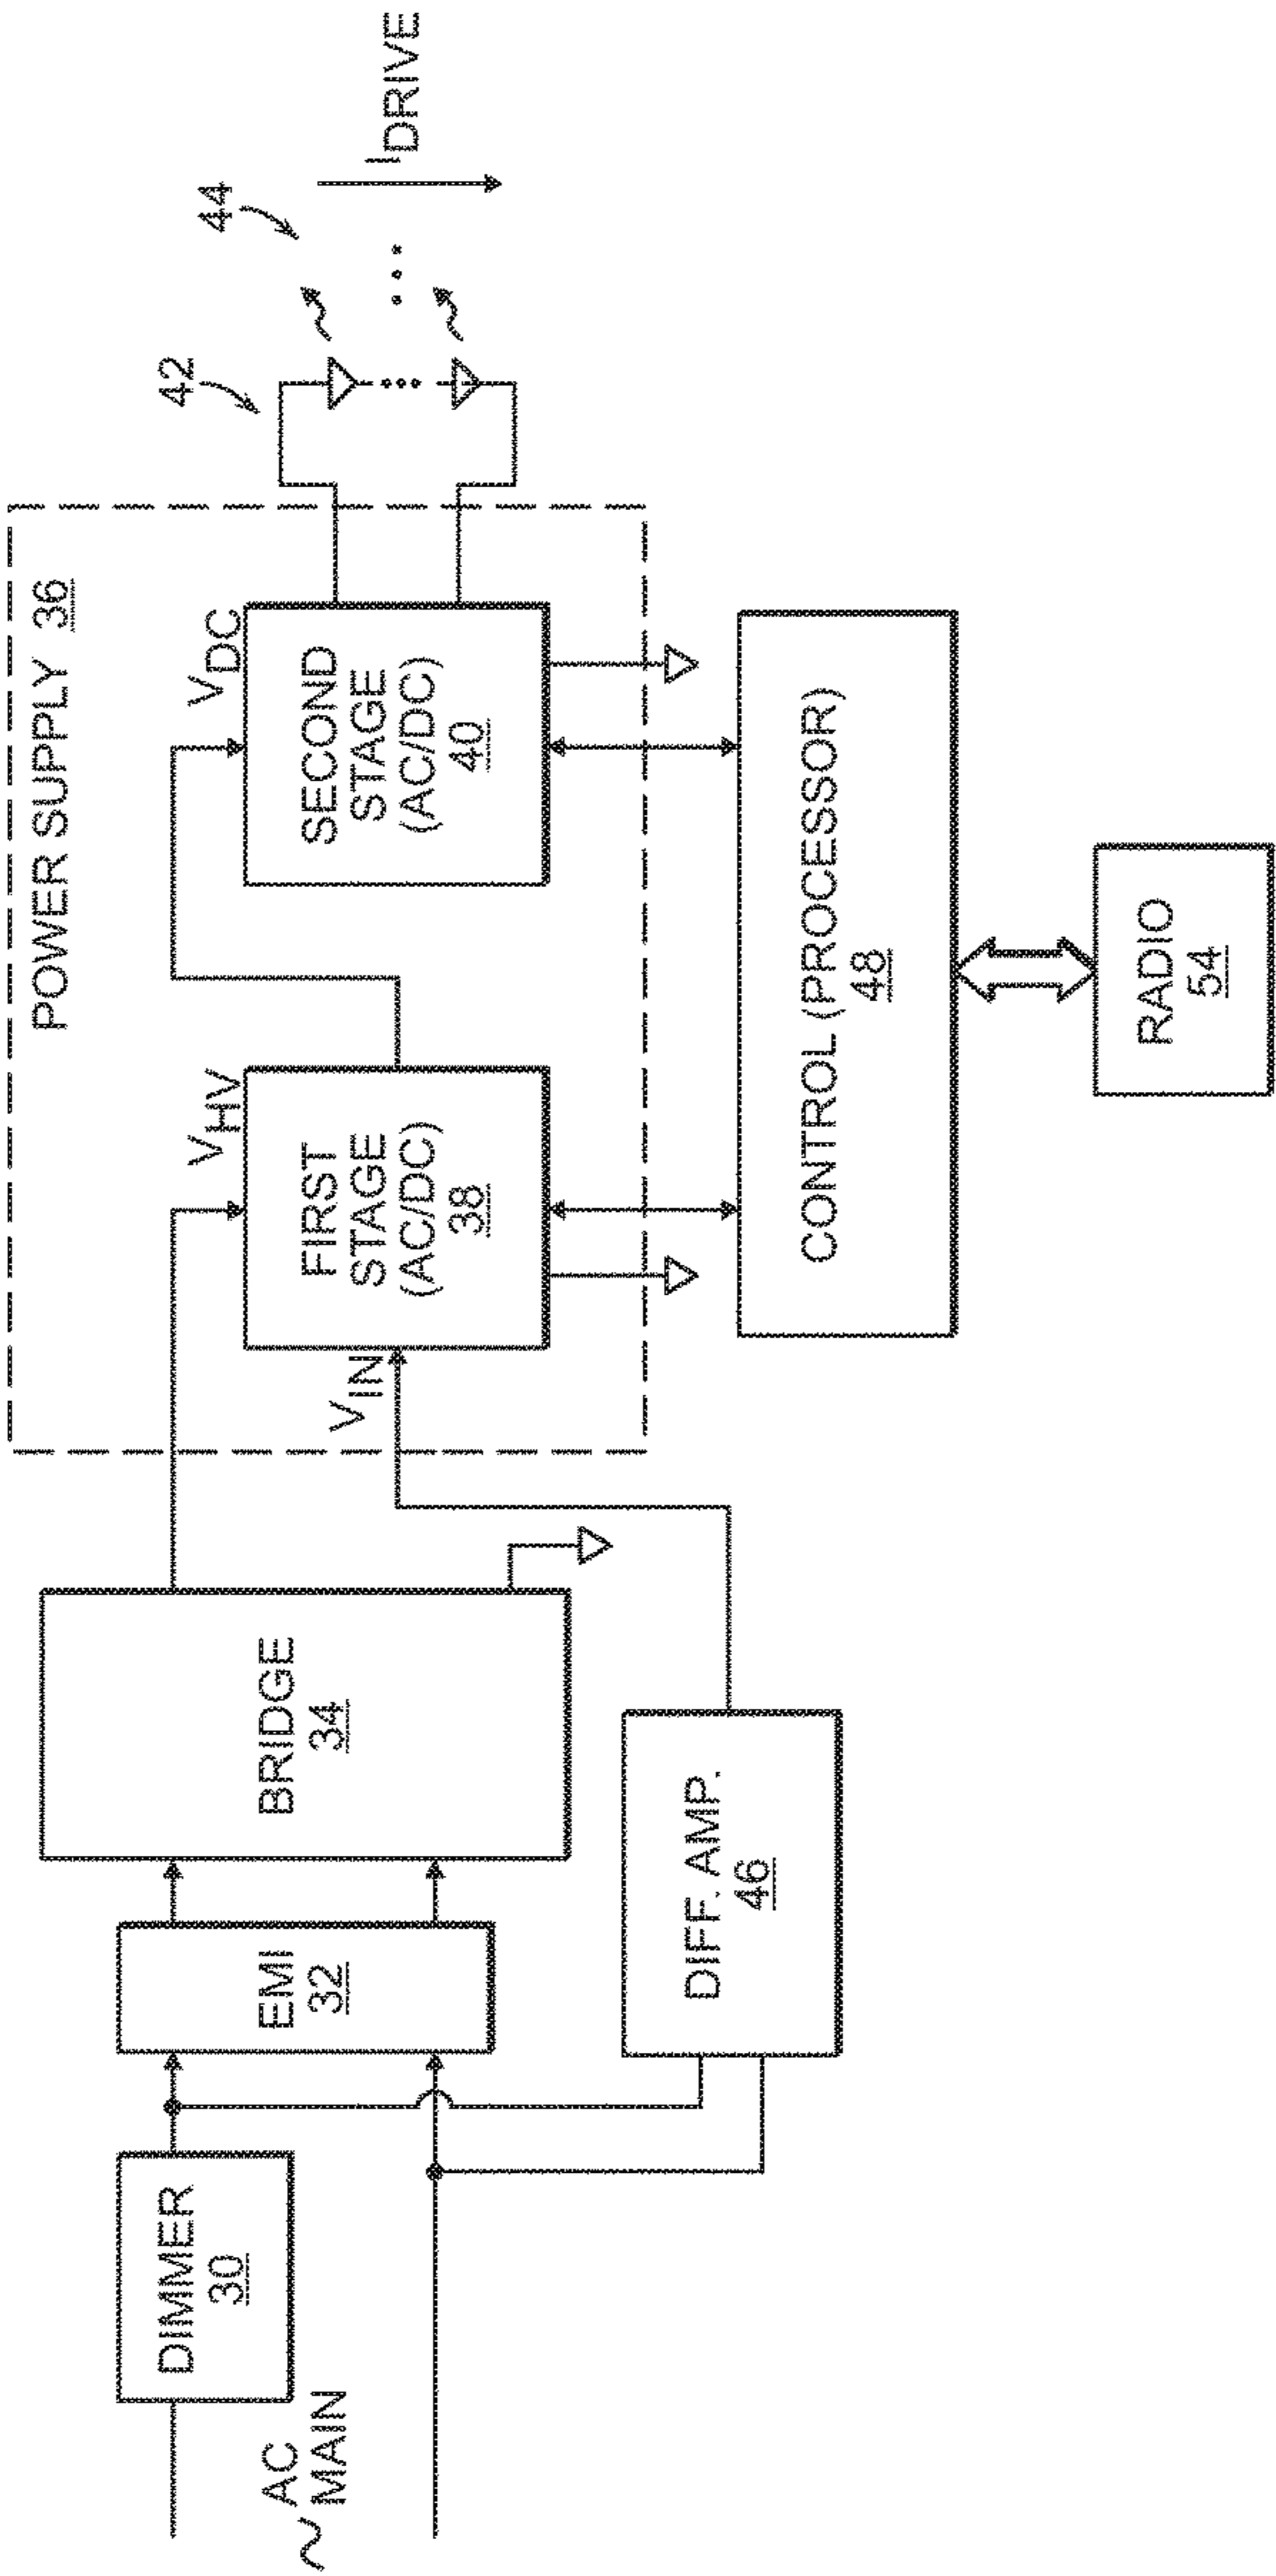 AC
MAIN
DIMMER
30
EMI
32
BRIDGE
34
DIFF. AMP.
46
POWER SUPPLY 36
VHV
VIN
FIRST
STAGE
(AC/DC)
38
VDC
SECOND
STAGE
(AC/DC)
40
42
44
IDRIVE
CONTROL (PROCESSOR)
48
RADIO
54